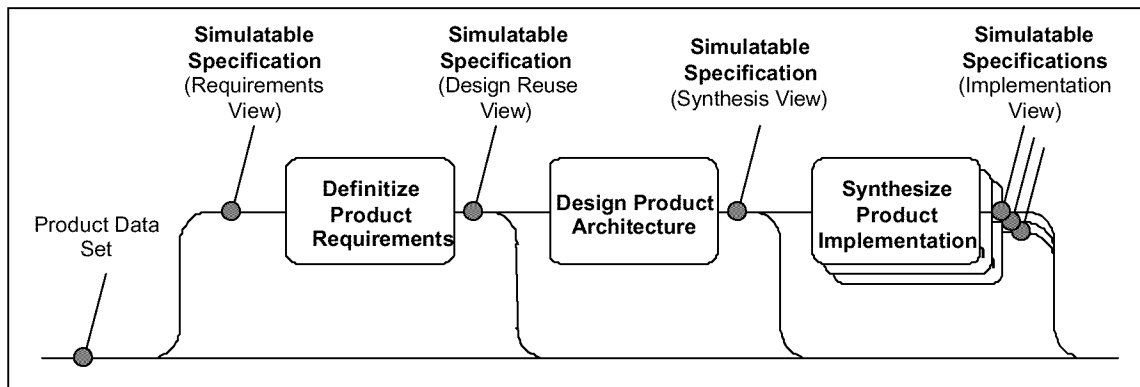 Simulatable
Specification
(Requirements
View)
Simulatable
Specification
(Design Reuse
View)
Simulatable
Specification
(Synthesis View)
Simulatable
Specifications
(Implementation
View)
Product Data
Set
Definitize
Product
Requirements
Design Product
Architecture
Synthesize
Product
Implementation